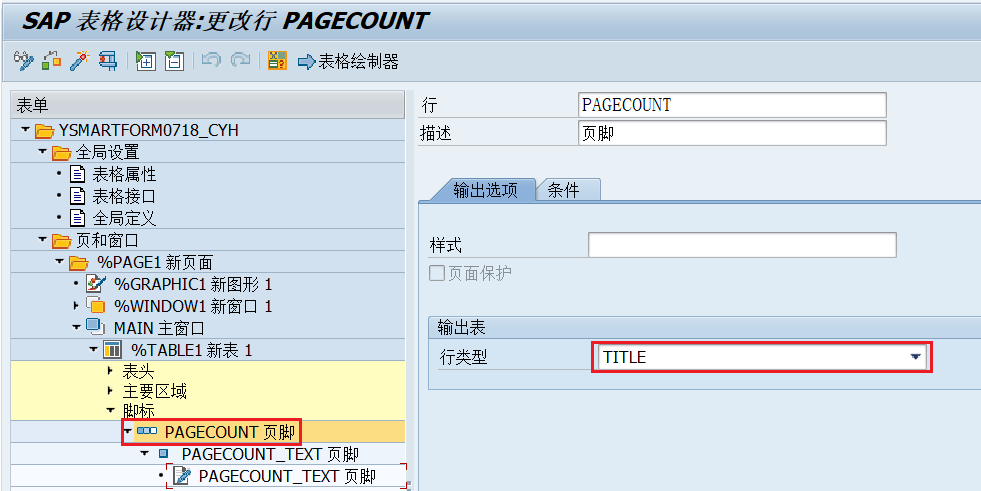 SAP 表格设计器:更改行 PAGECOUNT
表格绘制器
表单
YSMARTFORM0718_CYH
全局设置
表格属性
表格接口
全局定义
页和窗口
%PAGE1 新页面
%GRAPHIC1 新图形 1
%WINDOW1 新窗口 1
MAIN 主窗口
%TABLE1 新表 1
表头
主要区域
脚标
PAGECOUNT 页脚
PAGECOUNT_TEXT 页脚
PAGECOUNT_TEXT 页脚
行 PAGECOUNT
描述 页脚
输出选项 条件
样式
页面保护
输出表
行类型 TITLE